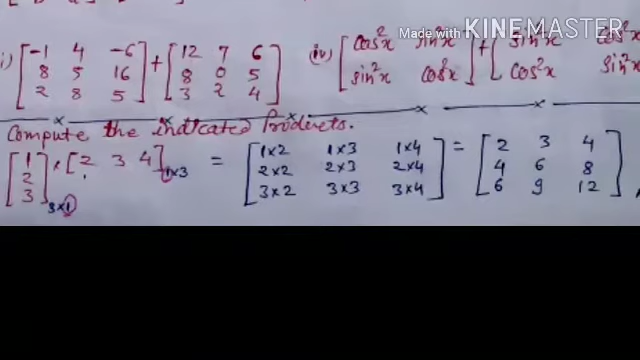 Made with KINEMASTER
i) [-1 4 -6] + [12 7 6] iv) [cos²x sin²x] + [sin²x cos²x]
[8 5 16] [8 0 5] [sin²x cos²x] [cos²x sin²x]
[2 8 5] [3 2 4]
Compute the indicated Products.
[1] × [2 3 4] 1×3 = [1×2 1×3 1×4] = [2 3 4]
[2] [2×2 2×3 2×4] [4 6 8]
[3] 3×1 [3×2 3×3 3×4] [6 9 12]